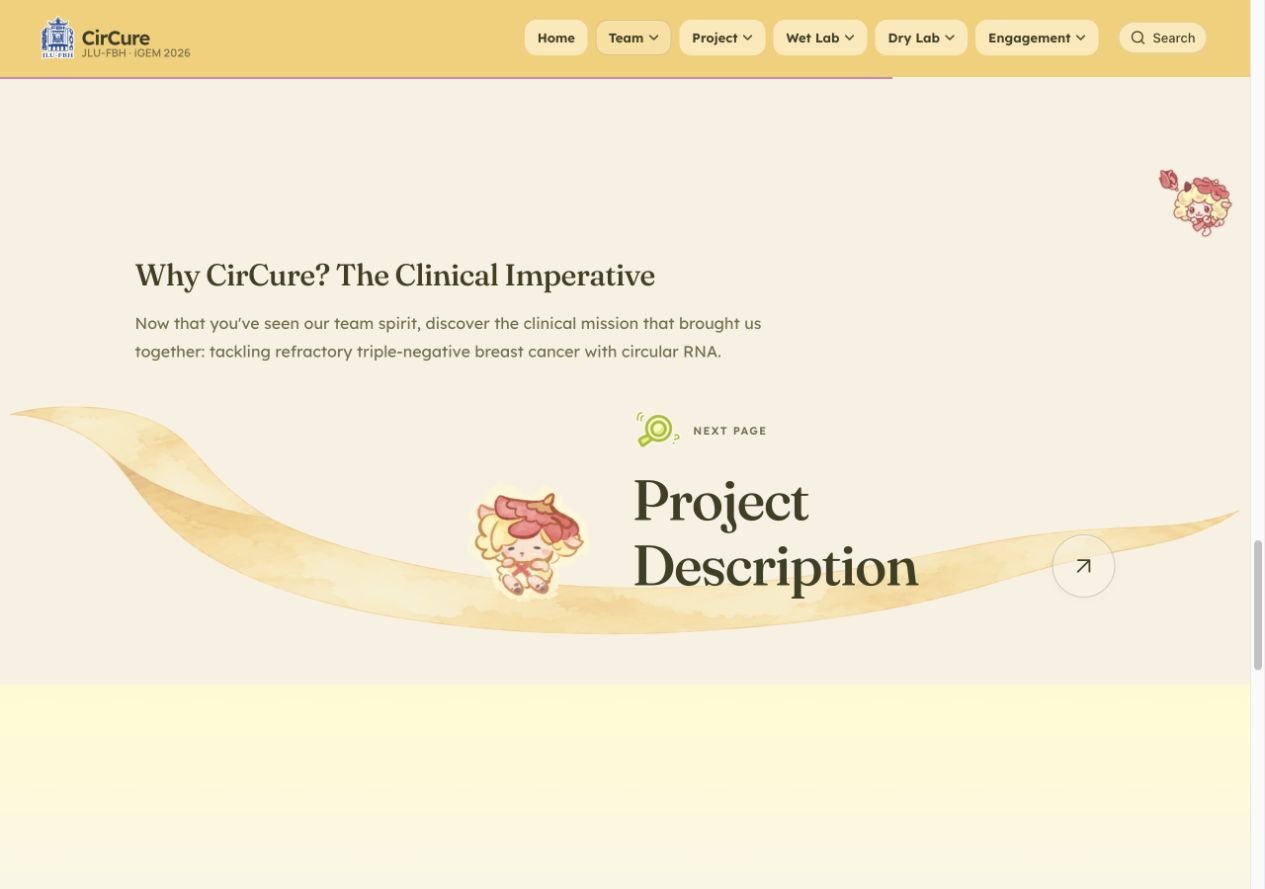 CirCure
JLU-FBH · iGEM 2026
JLU-FBH
Home
Team
Project
Wet Lab
Dry Lab
Engagement
Search
Why CirCure? The Clinical Imperative
Now that you've seen our team spirit, discover the clinical mission that brought us
together: tackling refractory triple-negative breast cancer with circular RNA.
NEXT PAGE
Project
Description